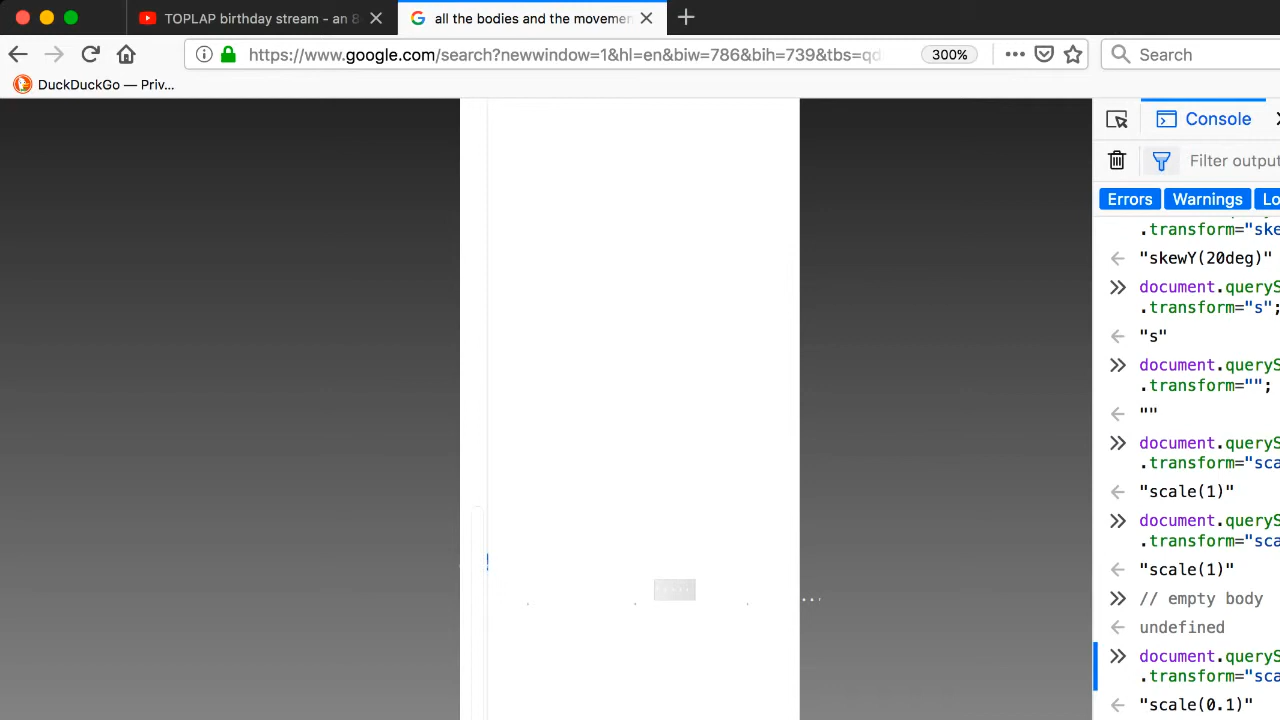 TOPLAP birthday stream - an 8
all the bodies and the movemen
https://www.google.com/search?newwindow=1&hl=en&biw=786&bih=739&tbs=qd
300%
Search
DuckDuckGo — Priv...
Console
Filter outpu
Errors
Warnings
Lo
.transform="ske
"skewY(20deg)"
document.queryS
.transform="s";
"s"
document.queryS
.transform="";
""
document.queryS
.transform="sca
"scale(1)"
document.queryS
.transform="sca
"scale(1)"
// empty body
undefined
document.queryS
.transform="sca
"scale(0.1)"